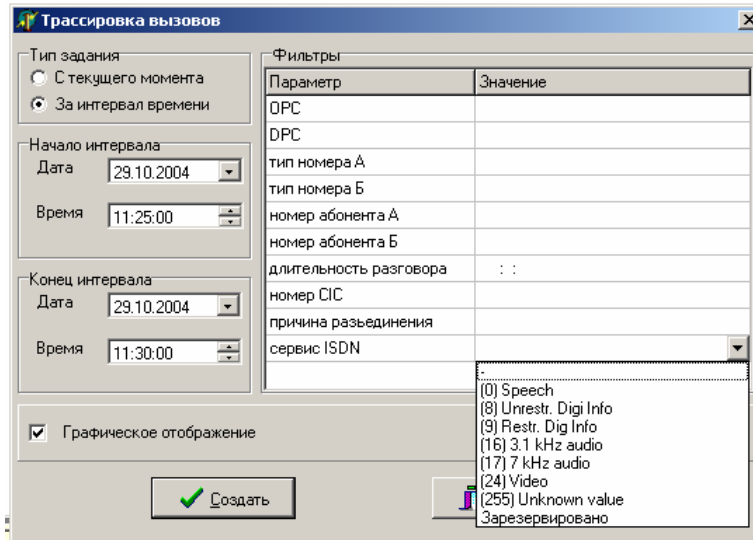 Трассировка вызовов
Тип задания
С текущего момента
За интервал времени
Начало интервала
Дата 29.10.2004
Время 11:25:00
Конец интервала
Дата 29.10.2004
Время 11:30:00
Фильтры
Параметр Значение
OPC
DPC
тип номера А
тип номера Б
номер абонента А
номер абонента Б
длительность разговора : :
номер CIC
причина разьединения
сервис ISDN
-
(0) Speech
(8) Unrestr. Digi Info
(9) Restr. Dig Info
(16) 3.1 kHz audio
(17) 7 kHz audio
(24) Video
(255) Unknown value
Зарезервировано
Графическое отображение
Создать